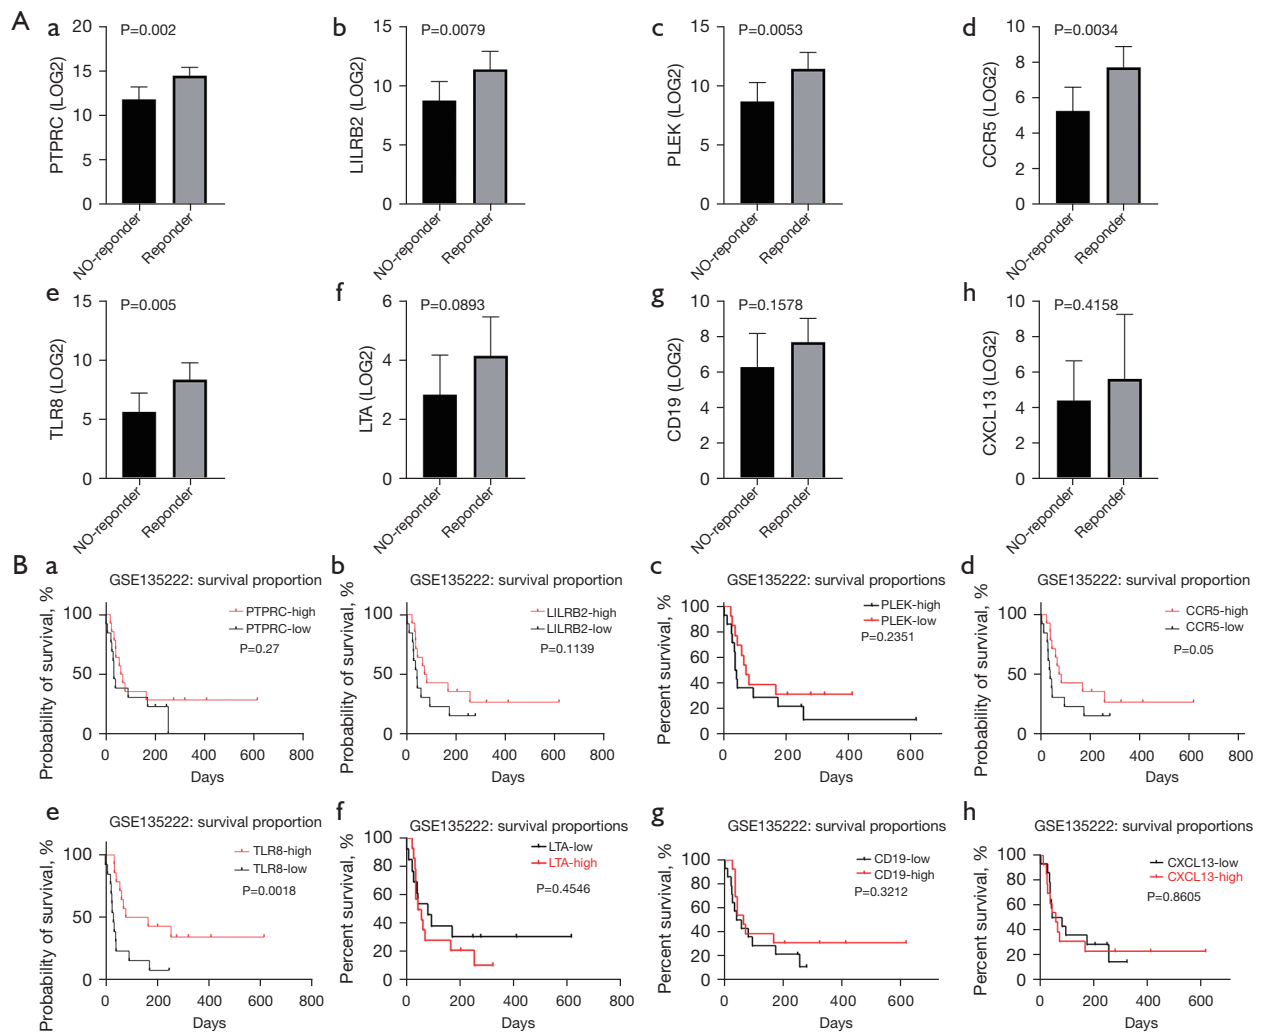 A
a
P=0.002
PTPRC (LOG2)
20
15
10
5
0
NO-reponder
Reponder
b
P=0.0079
LILRB2 (LOG2)
15
10
5
0
NO-reponder
Reponder
c
P=0.0053
PLEK (LOG2)
15
10
5
0
NO-reponder
Reponder
d
P=0.0034
CCR5 (LOG2)
10
8
6
4
2
0
NO-reponder
Reponder
e
P=0.005
TLR8 (LOG2)
15
10
5
0
NO-reponder
Reponder
f
P=0.0893
LTA (LOG2)
6
4
2
0
NO-reponder
Reponder
g
P=0.1578
CD19 (LOG2)
10
8
6
4
2
0
NO-reponder
Reponder
h
P=0.4158
CXCL13 (LOG2)
10
8
6
4
2
0
NO-reponder
Reponder
B
a
GSE135222: survival proportion
Probability of survival, %
100
50
0
PTPRC-high
PTPRC-low
P=0.27
0 200 400 600 800
Days
b
GSE135222: survival proportion
Probability of survival, %
100
50
0
LILRB2-high
LILRB2-low
P=0.1139
0 200 400 600 800
Days
c
GSE135222: survival proportions
Percent survival, %
100
80
60
40
20
0
PLEK-high
PLEK-low
P=0.2351
0 200 400 600
Days
d
GSE135222: survival proportion
Probability of survival, %
100
50
0
CCR5-high
CCR5-low
P=0.05
0 200 400 600 800
Days
e
GSE135222: survival proportion
Probability of survival, %
100
50
0
TLR8-high
TLR8-low
P=0.0018
0 200 400 600 800
Days
f
GSE135222: survival proportions
Percent survival, %
100
80
60
40
20
0
LTA-low
LTA-high
P=0.4546
0 200 400 600 800
Days
g
GSE135222: survival proportions
Percent survival, %
100
80
60
40
20
0
CD19-low
CD19-high
P=0.3212
0 200 400 600
Days
h
GSE135222: survival proportions
Percent survival, %
100
80
60
40
20
0
CXCL13-low
CXCL13-high
P=0.8605
0 200 400 600
Days